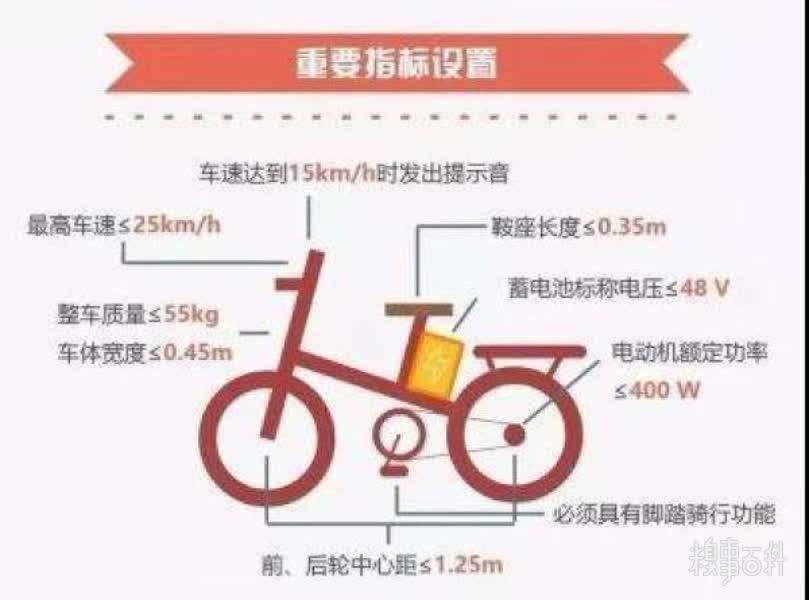 重要指标设置
车速达到15km/h时发出提示音
最高车速≤25km/h
鞍座长度≤0.35m
蓄电池标称电压≤48 V
整车质量≤55kg
车体宽度≤0.45m
电动机额定功率
≤400 W
必须具有脚踏骑行功能
前、后轮中心距≤1.25m
糗事百科